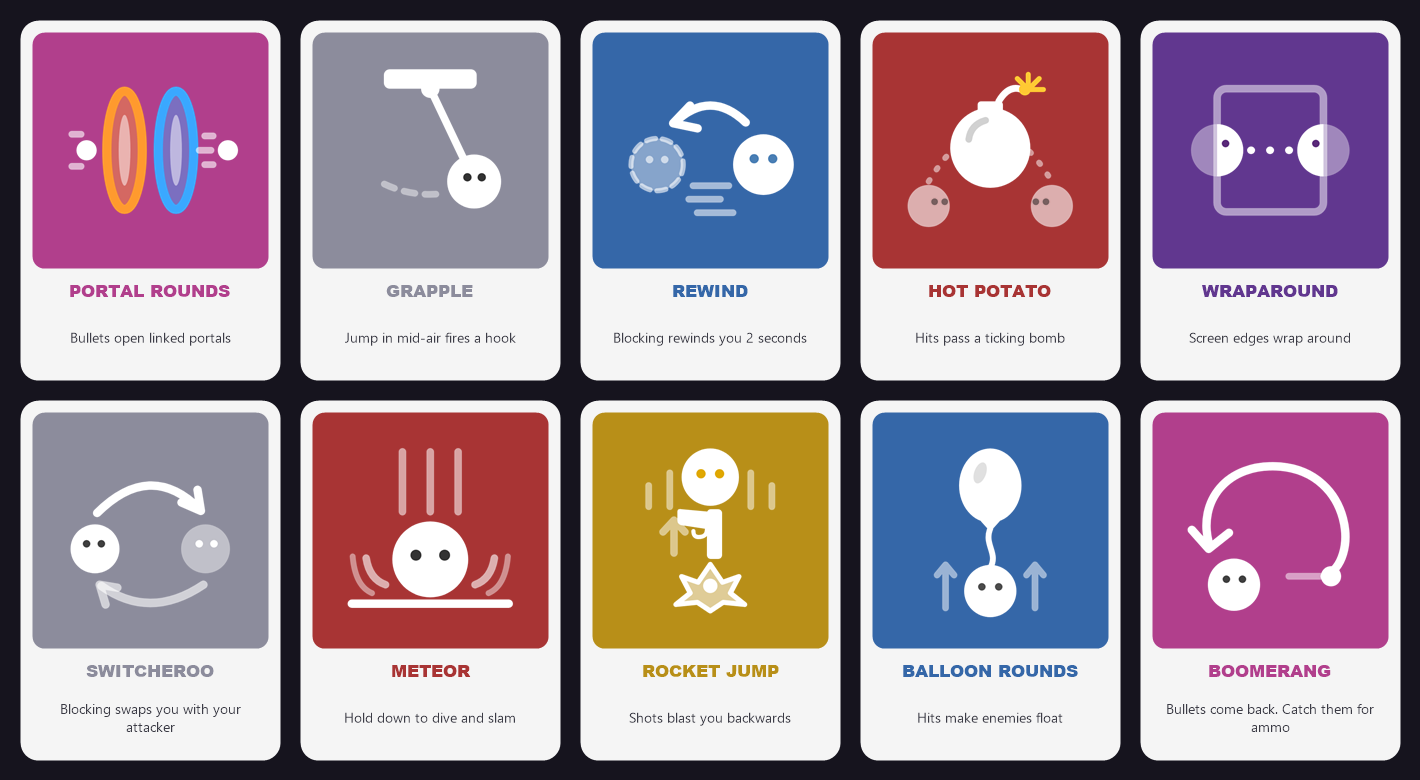 PORTAL ROUNDS
Bullets open linked portals
GRAPPLE
Jump in mid-air fires a hook
REWIND
Blocking rewinds you 2 seconds
HOT POTATO
Hits pass a ticking bomb
WRAPAROUND
Screen edges wrap around
SWITCHEROO
Blocking swaps you with your
attacker
METEOR
Hold down to dive and slam
ROCKET JUMP
Shots blast you backwards
BALLOON ROUNDS
Hits make enemies float
BOOMERANG
Bullets come back. Catch them for
ammo